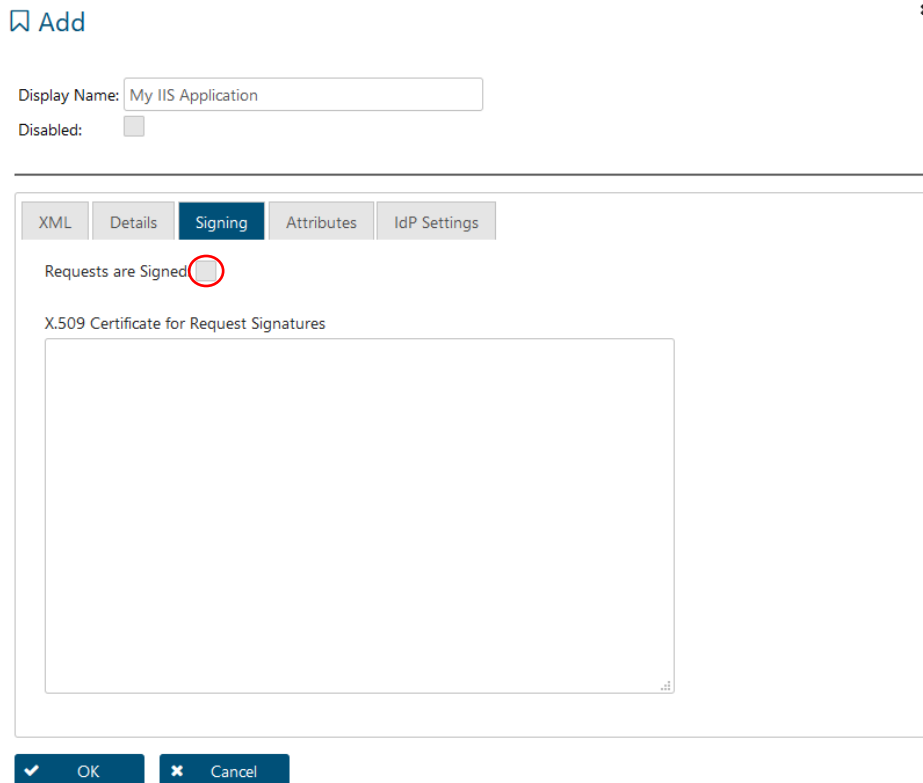 Add
Display Name: My IIS Application
Disabled:
XML Details Signing Attributes IdP Settings
Requests are Signed
X.509 Certificate for Request Signatures
OK Cancel